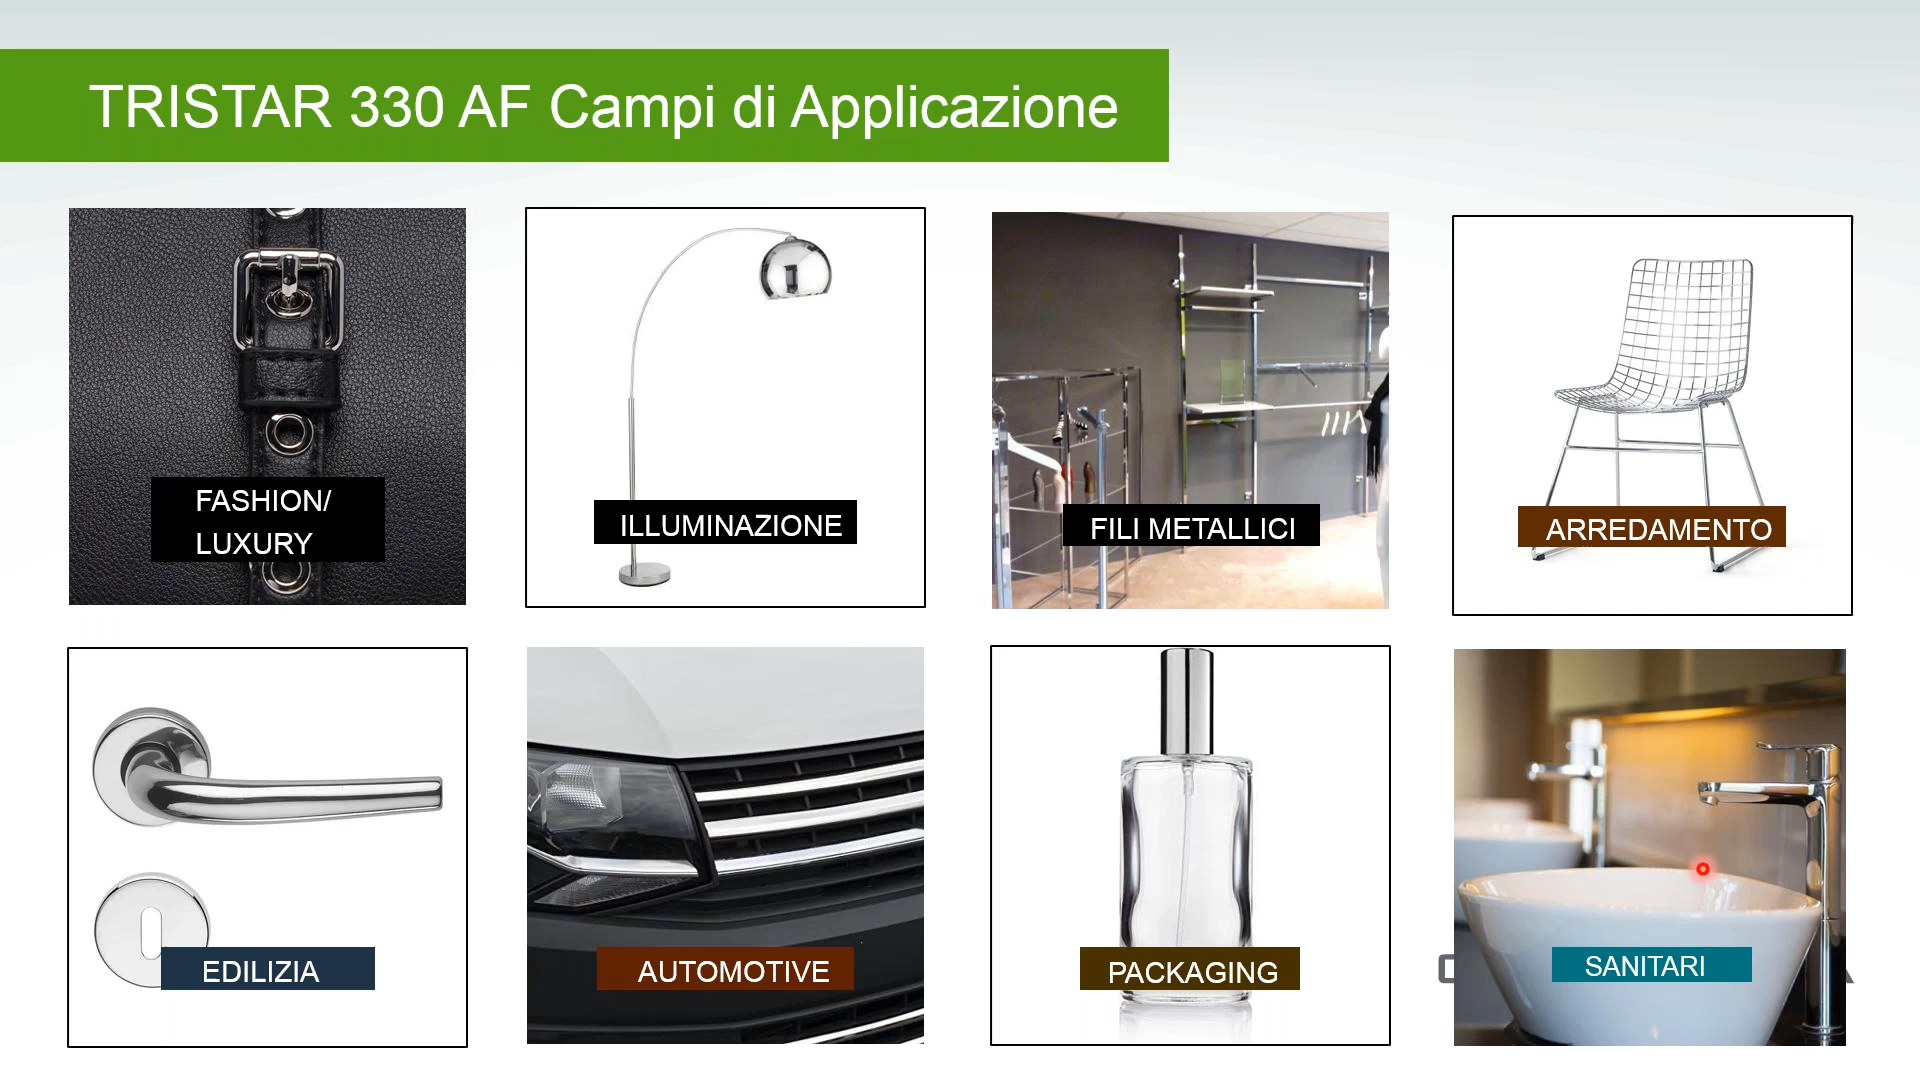 TRISTAR 330 AF Campi di Applicazione
FASHION/
LUXURY
ILLUMINAZIONE
FILI METALLICI
ARREDAMENTO
EDILIZIA
AUTOMOTIVE
PACKAGING
SANITARI